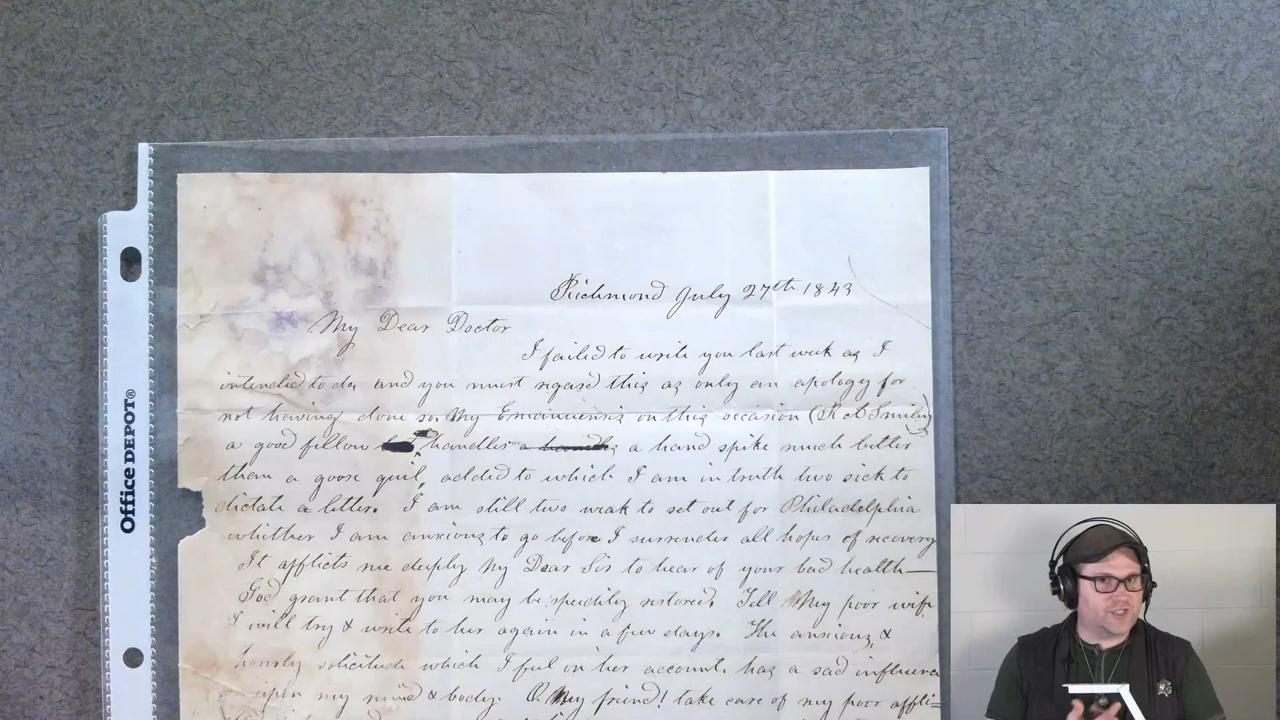 Office DEPOT®
Richmond July 27th 1843
My Dear Doctor
I failed to write you last week as I
intended to do, and you must regard this as only an apology for
not having done so. My on this occasion
a good fellow handles a hand spike much better
than a goose quil, added to which I am in truth two sick to
dictate a letter. I am still two weak to set out for Philadelphia
whither I am anxious to go before I surrender all hopes of recovery
It afflicts me deeply My Dear Sir to hear of your bad health—
God grant that you may be speedily restored. Tell My poor wife
I will try & write to her again in a few days. The anxious &
hourly solicitude which I feel on her account, has a sad influence
upon my mind & body. O. My friend! take care of my poor affli=